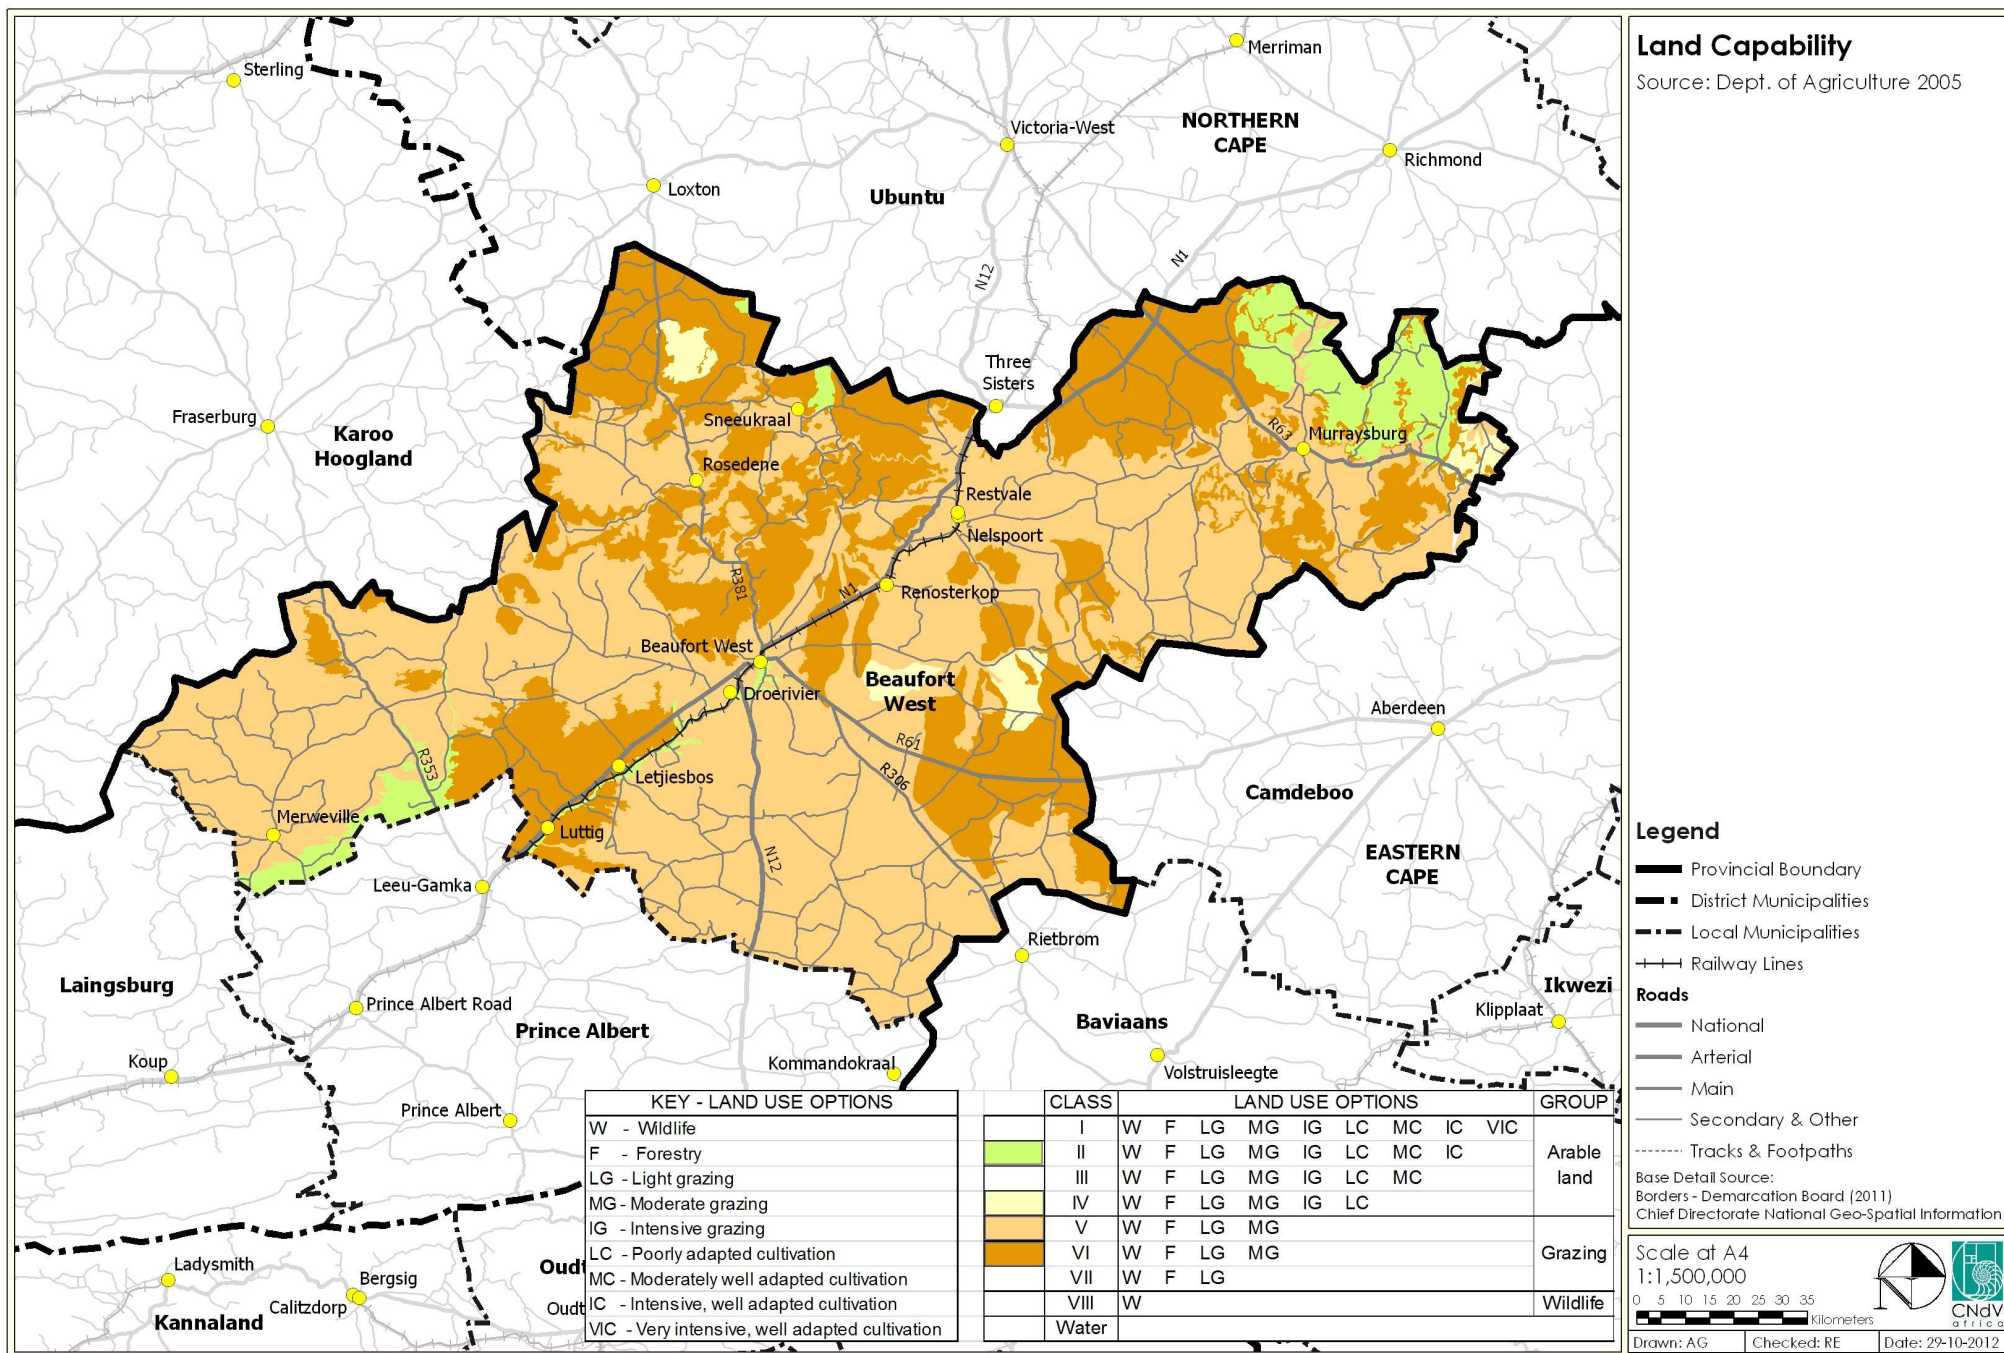 Land Capability
Source: Dept. of Agriculture 2005
Sterling
Merriman
Victoria-West
NORTHERN
CAPE
Richmond
Loxton
Ubuntu
N12
N1
Three
Sisters
Fraserburg
Karoo
Hoogland
Sneeukraal
R63
Murraysburg
Rosedene
Restvale
Nelspoort
R381
N1
Renosterkop
Beaufort West
Droerivier
Beaufort
West
Aberdeen
R353
R61
R306
Letjiesbos
Camdeboo
Merweville
Luttig
N12
EASTERN
CAPE
Leeu-Gamka
Rietbrom
Laingsburg
Prince Albert Road
Prince Albert
Baviaans
Ikwezi
Klipplaat
Koup
Kommandokraal
Volstruisleegte
Prince Albert
Ladysmith
Bergsig
Calitzdorp
Kannaland
Oudt
Oudt
KEY - LAND USE OPTIONS
W - Wildlife
F - Forestry
LG - Light grazing
MG - Moderate grazing
IG - Intensive grazing
LC - Poorly adapted cultivation
MC - Moderately well adapted cultivation
IC - Intensive, well adapted cultivation
VIC - Very intensive, well adapted cultivation
CLASS LAND USE OPTIONS GROUP
I W F LG MG IG LC MC IC VIC
II W F LG MG IG LC MC IC
III W F LG MG IG LC MC
IV W F LG MG IG LC
Arable
land
V W F LG MG
VI W F LG MG
VII W F LG
Grazing
VIII W Wildlife
Water
Legend
Provincial Boundary
District Municipalities
Local Municipalities
Railway Lines
Roads
National
Arterial
Main
Secondary & Other
Tracks & Footpaths
Base Detail Source:
Borders - Demarcation Board (2011)
Chief Directorate National Geo-Spatial Information
Scale at A4
1:1,500,000
0 5 10 15 20 25 30 35
Kilometers
N
CNdV
africa
Drawn: AG Checked: RE Date: 29-10-2012